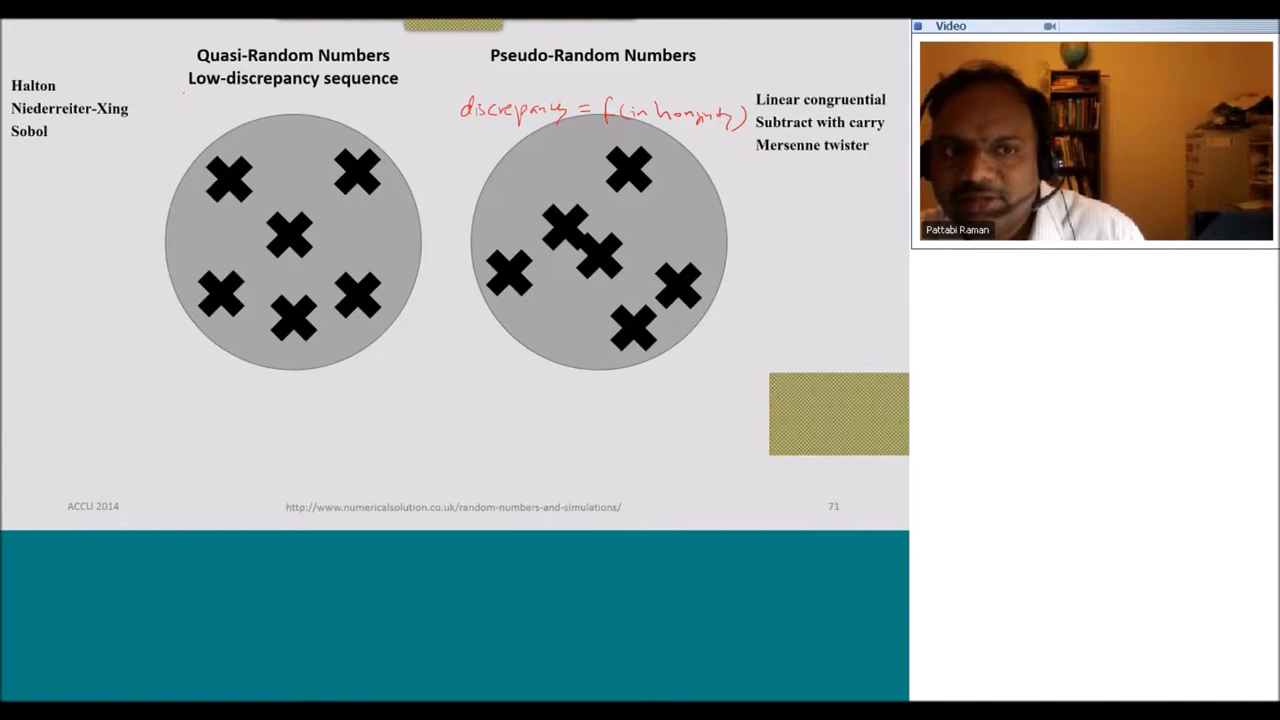 Video
Quasi-Random Numbers
Low-discrepancy sequence
Pseudo-Random Numbers
Halton
Niederreiter-Xing
Sobol
discrepancy = f(
Linear congruential
Subtract with carry
Mersenne twister
Pattabi Raman
ACCU 2014
http://www.numericalsolution.co.uk/random-numbers-and-simulations/
71